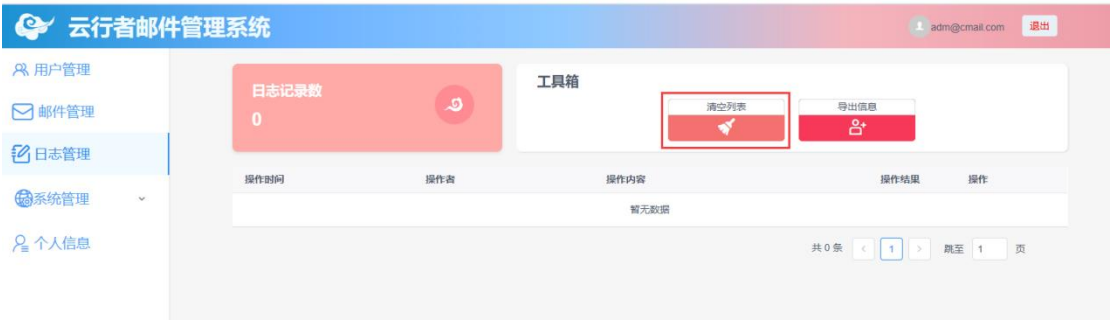 云行者邮件管理系统
adm@cmail.com 退出
用户管理
邮件管理
日志管理
系统管理
个人信息
日志记录数
0
工具箱
清空列表 导出信息
操作时间 操作者 操作内容 操作结果 操作
暂无数据
共 0 条 < 1 > 跳至 1 页